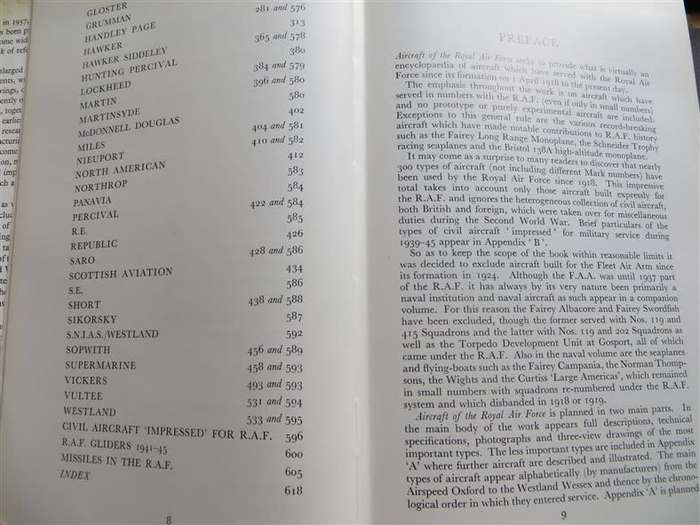 in 1957
as been p
ome wid
k of refe
nlarged
GLOSTER
GRUMMAN
HANDLEY PAGE
HAWKER
HAWKER SIDDELEY
HUNTING PERCIVAL
LOCKHEED
MARTIN
MARTINSYDE
McDONNELL DOUGLAS
MILES
NIEUPORT
NORTH AMERICAN
NORTHROP
PANAVIA
PERCIVAL
R.E.
REPUBLIC
SARO
SCOTTISH AVIATION
S.E.
SHORT
SIKORSKY
S.N.I.A.S./WESTLAND
SOPWITH
SUPERMARINE
VICKERS
VULTEE
WESTLAND
CIVIL AIRCRAFT 'IMPRESSED' FOR R.A.F.
R.A.F. GLIDERS 1941-45
MISSILES IN THE R.A.F.
INDEX
281 and 576
313
365 and 578
380
384 and 579
396 and 580
580
402
404 and 581
410 and 582
412
583
584
422 and 584
585
426
428 and 586
434
586
438 and 588
592
456 and 589
458 and 593
493 and 593
531 and 594
533 and 595
596
600
605
618
8
PREFACE
Aircraft of the Royal Air Force seeks to provide what is virtually an
encyclopaedia of aircraft which have served with the Royal Air
Force since its formation on 1 April 1918 to the present day.
The emphasis throughout the work is on aircraft which have
served in numbers with the R.A.F. (even if only in small numbers)
and no prototype or purely experimental aircraft are included.
Exceptions to this general rule are the various record-breaking
aircraft which have made notable contributions to R.A.F. history
such as the Fairey Long Range Monoplane, the Schneider Trophy
racing seaplanes and the Bristol 138A high-altitude monoplane.
It may come as a surprise to many readers to discover that nearly
300 types of aircraft (not including different Mark numbers) have
been used by the Royal Air Force since 1918. This impressive
total takes into account only those aircraft built expressly for
the R.A.F. and ignores the heterogeneous collection of civil aircraft,
both British and foreign, which were taken over for miscellaneous
duties during the Second World War. Brief particulars of the
types of civil aircraft 'impressed' for military service during
1939-45 appear in Appendix 'B'.
So as to keep the scope of the book within reasonable limits it
was decided to exclude aircraft built for the Fleet Air Arm since
its formation in 1924. Although the F.A.A. was until 1937 part
of the R.A.F. it has always by its very nature been primarily a
naval institution and naval aircraft as such appear in a companion
volume. For this reason the Fairey Albacore and Fairey Swordfish
have been excluded, though the former served with Nos. 119 and
415 Squadrons and the latter with Nos. 119 and 202 Squadrons as
well as the Torpedo Development Unit at Gosport, all of which
came under the R.A.F. Also in the naval volume are the seaplanes
and flying-boats such as the Fairey Campania, the Norman Thomp-
sons, the Wights and the Curtiss 'Large Americas', which remained
in small numbers with squadrons re-numbered under the R.A.F.
system and which disbanded in 1918 or 1919.
Aircraft of the Royal Air Force is planned in two main parts. In
the main body of the work appear full descriptions, technical
specifications, photographs and three-view drawings of the most
important types. The less important types are included in Appendix
'A' where further aircraft are described and illustrated. The main
types of aircraft appear alphabetically (by manufacturers) from the
Airspeed Oxford to the Westland Wessex and thence by the chrono-
logical order in which they entered service. Appendix 'A' is planned
9